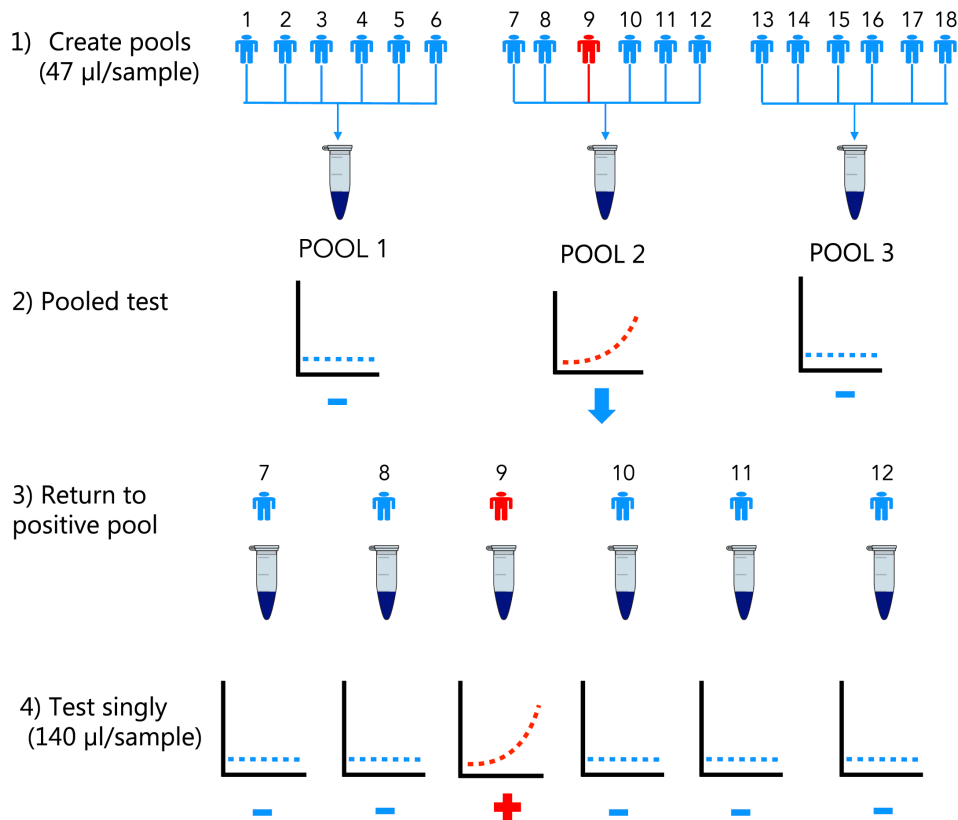 1 2 3 4 5 6 7 8 9 10 11 12 13 14 15 16 17 18
1) Create pools
(47 µl/sample)
POOL 1 POOL 2 POOL 3
2) Pooled test
7 8 9 10 11 12
3) Return to
positive pool
4) Test singly
(140 µl/sample)